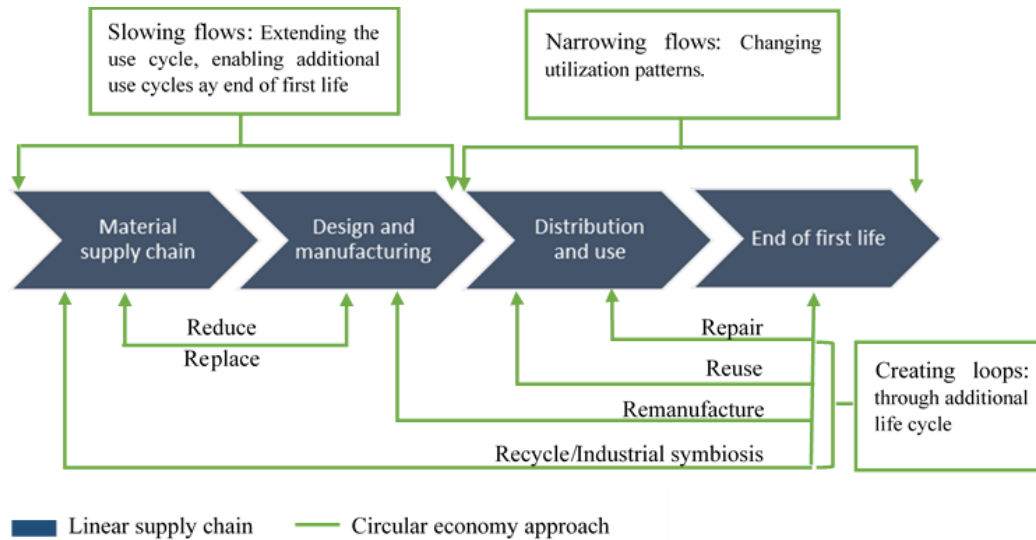 Slowing flows: Extending the
use cycle, enabling additional
use cycles ay end of first life
Narrowing flows: Changing
utilization patterns.
Material
supply chain
Design and
manufacturing
Distribution
and use
End of first life
Reduce
Replace
Repair
Reuse
Remanufacture
Recycle/Industrial symbiosis
Creating loops:
through additional
life cycle
Linear supply chain
Circular economy approach